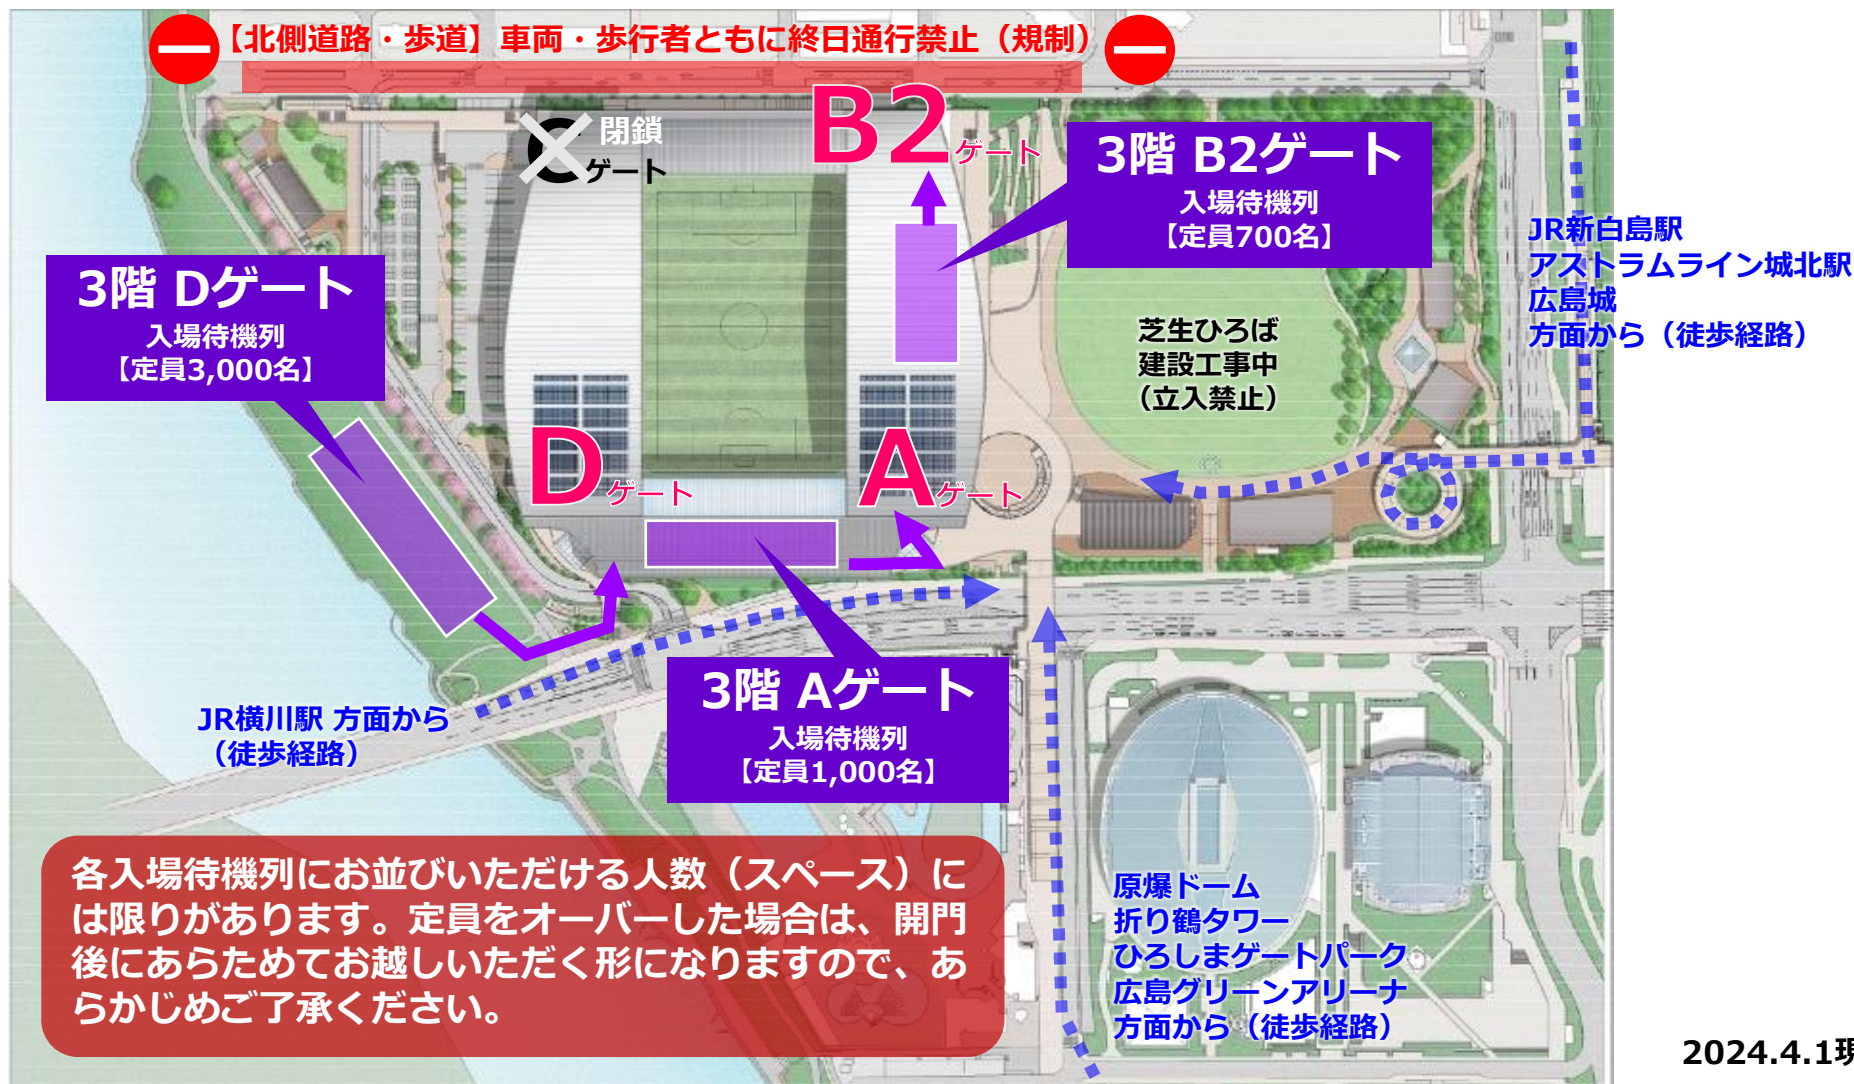 【北側道路・歩道】車両・歩行者ともに終日通行禁止（規制）
B2ゲート
C
閉鎖
ゲート
3階 B2ゲート
入場待機列
【定員700名】
JR新白島駅
アストラムライン城北駅
広島城
方面から（徒歩経路）
3階 Dゲート
入場待機列
【定員3,000名】
芝生ひろば
建設工事中
（立入禁止）
Dゲート
Aゲート
3階 Aゲート
入場待機列
【定員1,000名】
JR横川駅 方面から
（徒歩経路）
各入場待機列にお並びいただける人数（スペース）に
は限りがあります。定員をオーバーした場合は、開門
後にあらためてお越しいただく形になりますので、あ
らかじめご了承ください。
原爆ドーム
折り鶴タワー
ひろしまゲートパーク
広島グリーンアリーナ
方面から（徒歩経路）
2024.4.1現